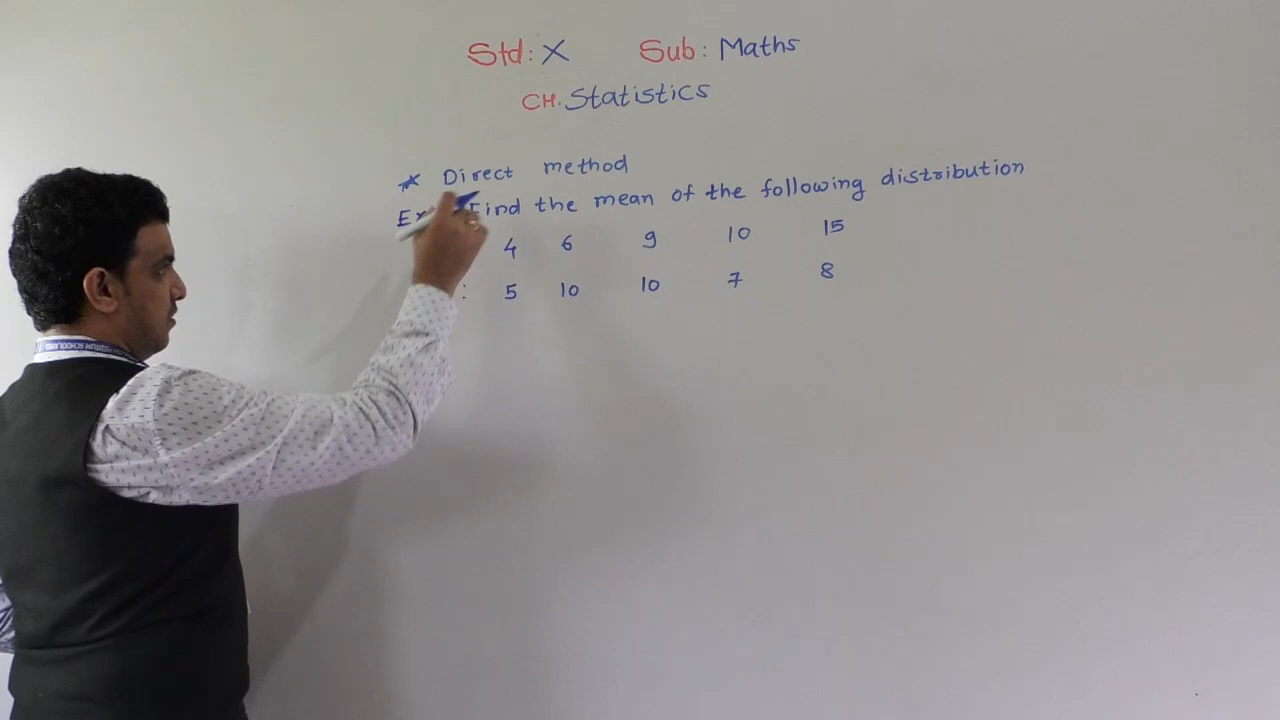 Std: X Sub: Maths
CH. Statistics
* Direct method
Ex Find the mean of the following distribution
4 6 9 10 15
: 5 10 10 7 8